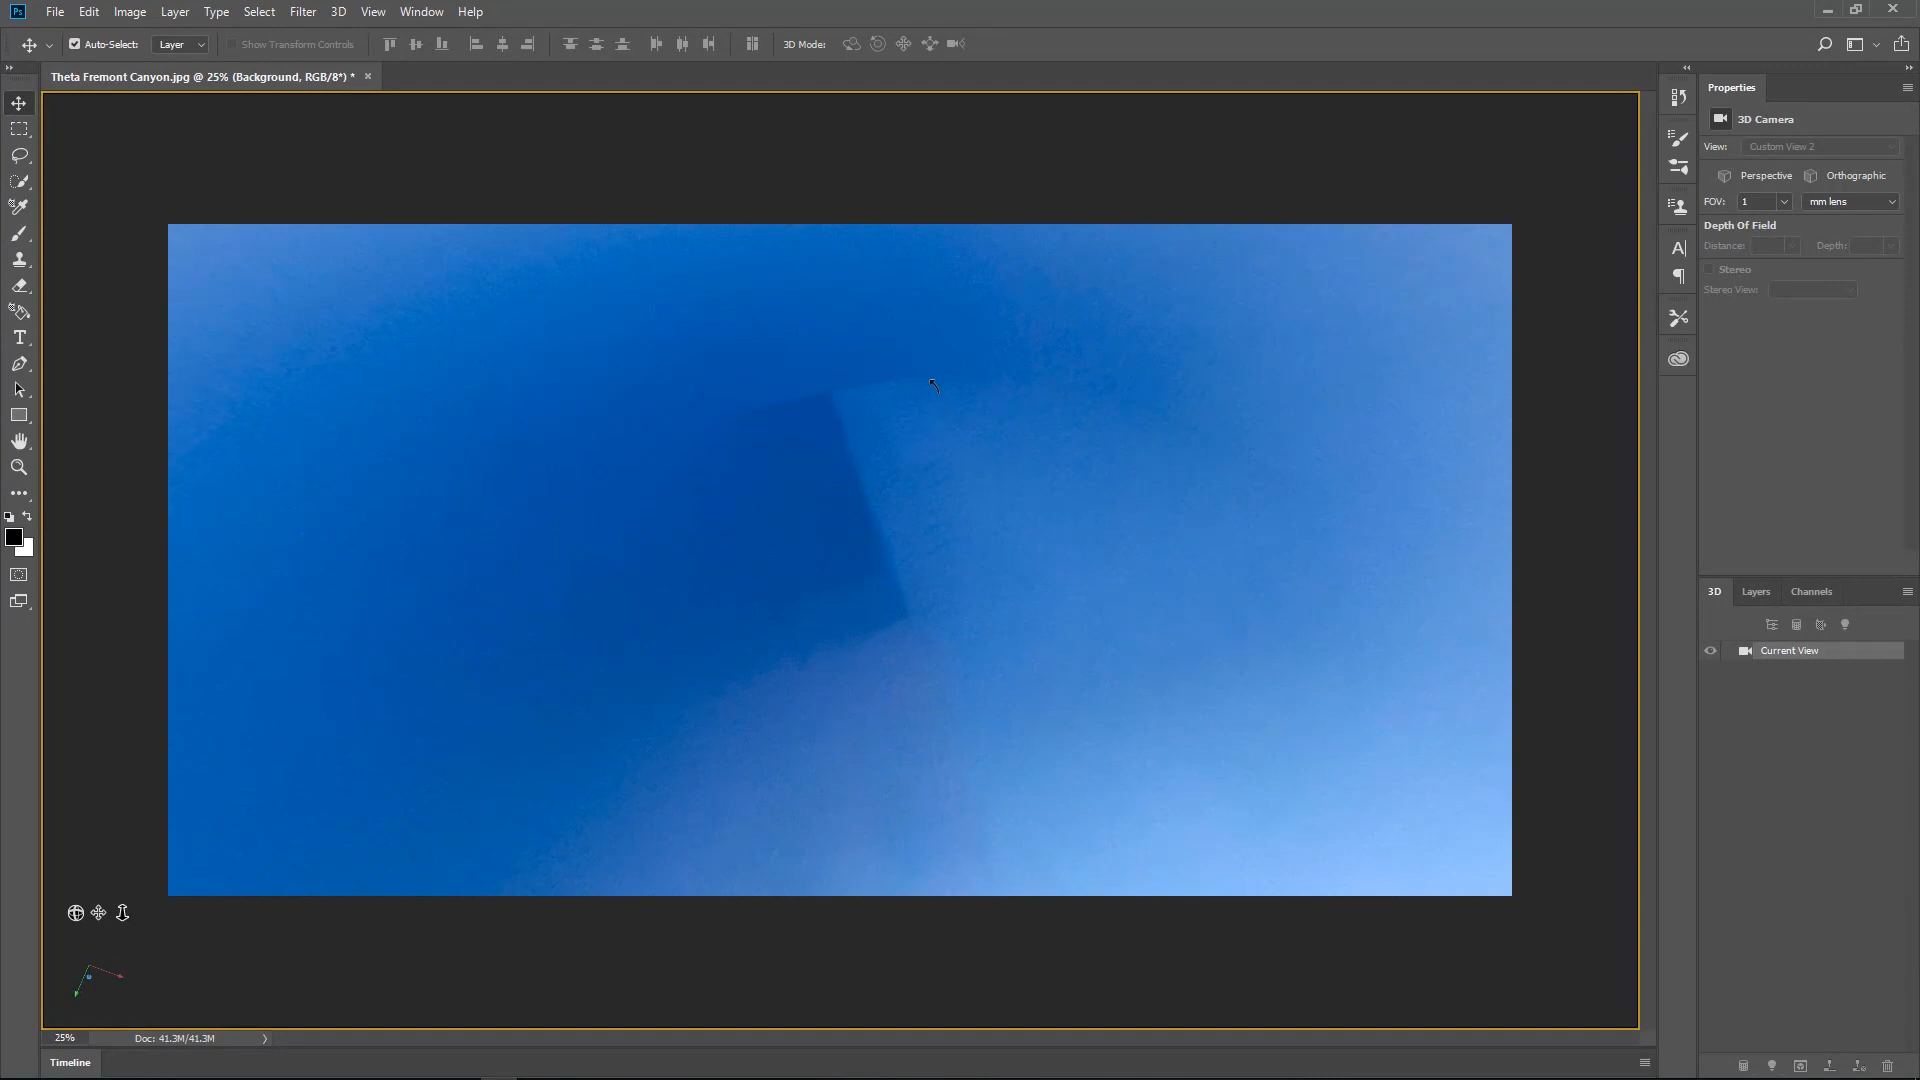 Ps File Edit Image Layer Type Select Filter 3D View Window Help
Auto-Select: Layer Show Transform Controls 3D Mode:
Theta Fremont Canyon.jpg @ 25% (Background, RGB/8*) * ×
Properties
3D Camera
View: Custom View 2
Perspective Orthographic
FOV: 1 mm lens
Depth Of Field
Distance: Depth:
Stereo
Stereo View:
3D Layers Channels
Current View
25% Doc: 41.3M/41.3M
Timeline